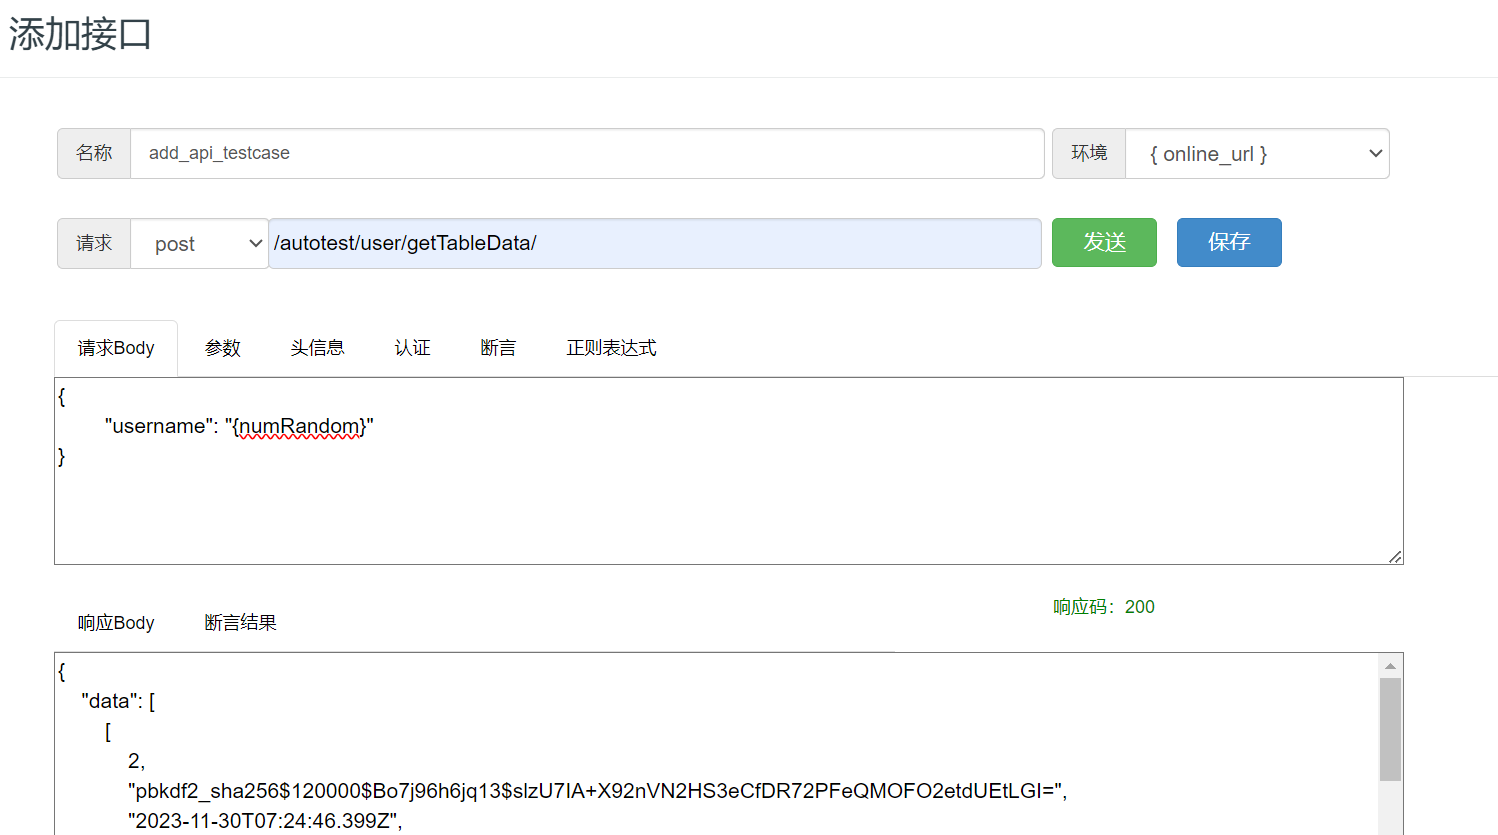 添加接口
名称 add_api_testcase 环境 { online_url }
请求 post /autotest/user/getTableData/ 发送 保存
请求Body 参数 头信息 认证 断言 正则表达式
{
"username": "{numRandom}"
}
响应Body 断言结果 响应码：200
{
"data": [
[
2,
"pbkdf2_sha256$120000$Bo7j96h6jq13$slzU7IA+X92nVN2HS3eCfDR72PFeQMOFO2etdUEtLGI=",
"2023-11-30T07:24:46.399Z",